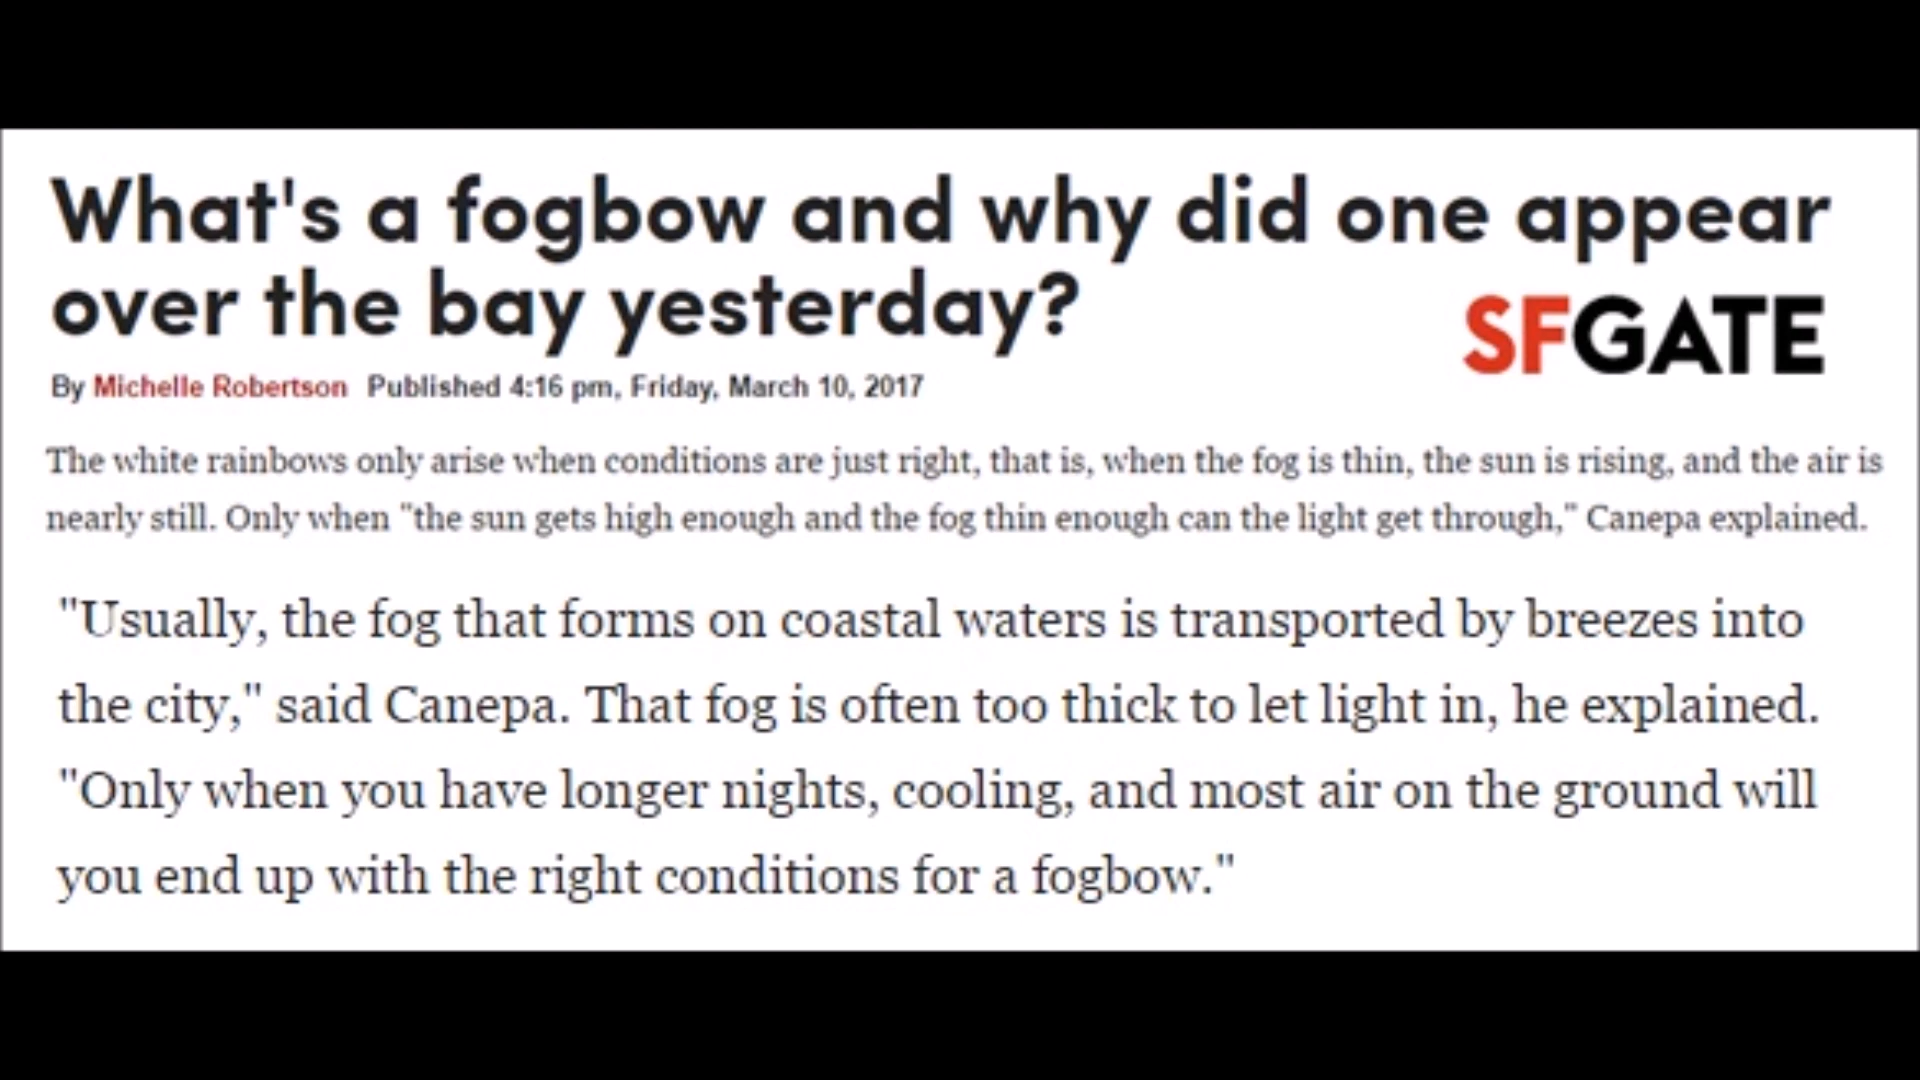 What's a fogbow and why did one appear
over the bay yesterday?
SFGATE
By Michelle Robertson Published 4:16 pm, Friday, March 10, 2017
The white rainbows only arise when conditions are just right, that is, when the fog is thin, the sun is rising, and the air is
nearly still. Only when "the sun gets high enough and the fog thin enough can the light get through," Canepa explained.
"Usually, the fog that forms on coastal waters is transported by breezes into
the city," said Canepa. That fog is often too thick to let light in, he explained.
"Only when you have longer nights, cooling, and most air on the ground will
you end up with the right conditions for a fogbow."